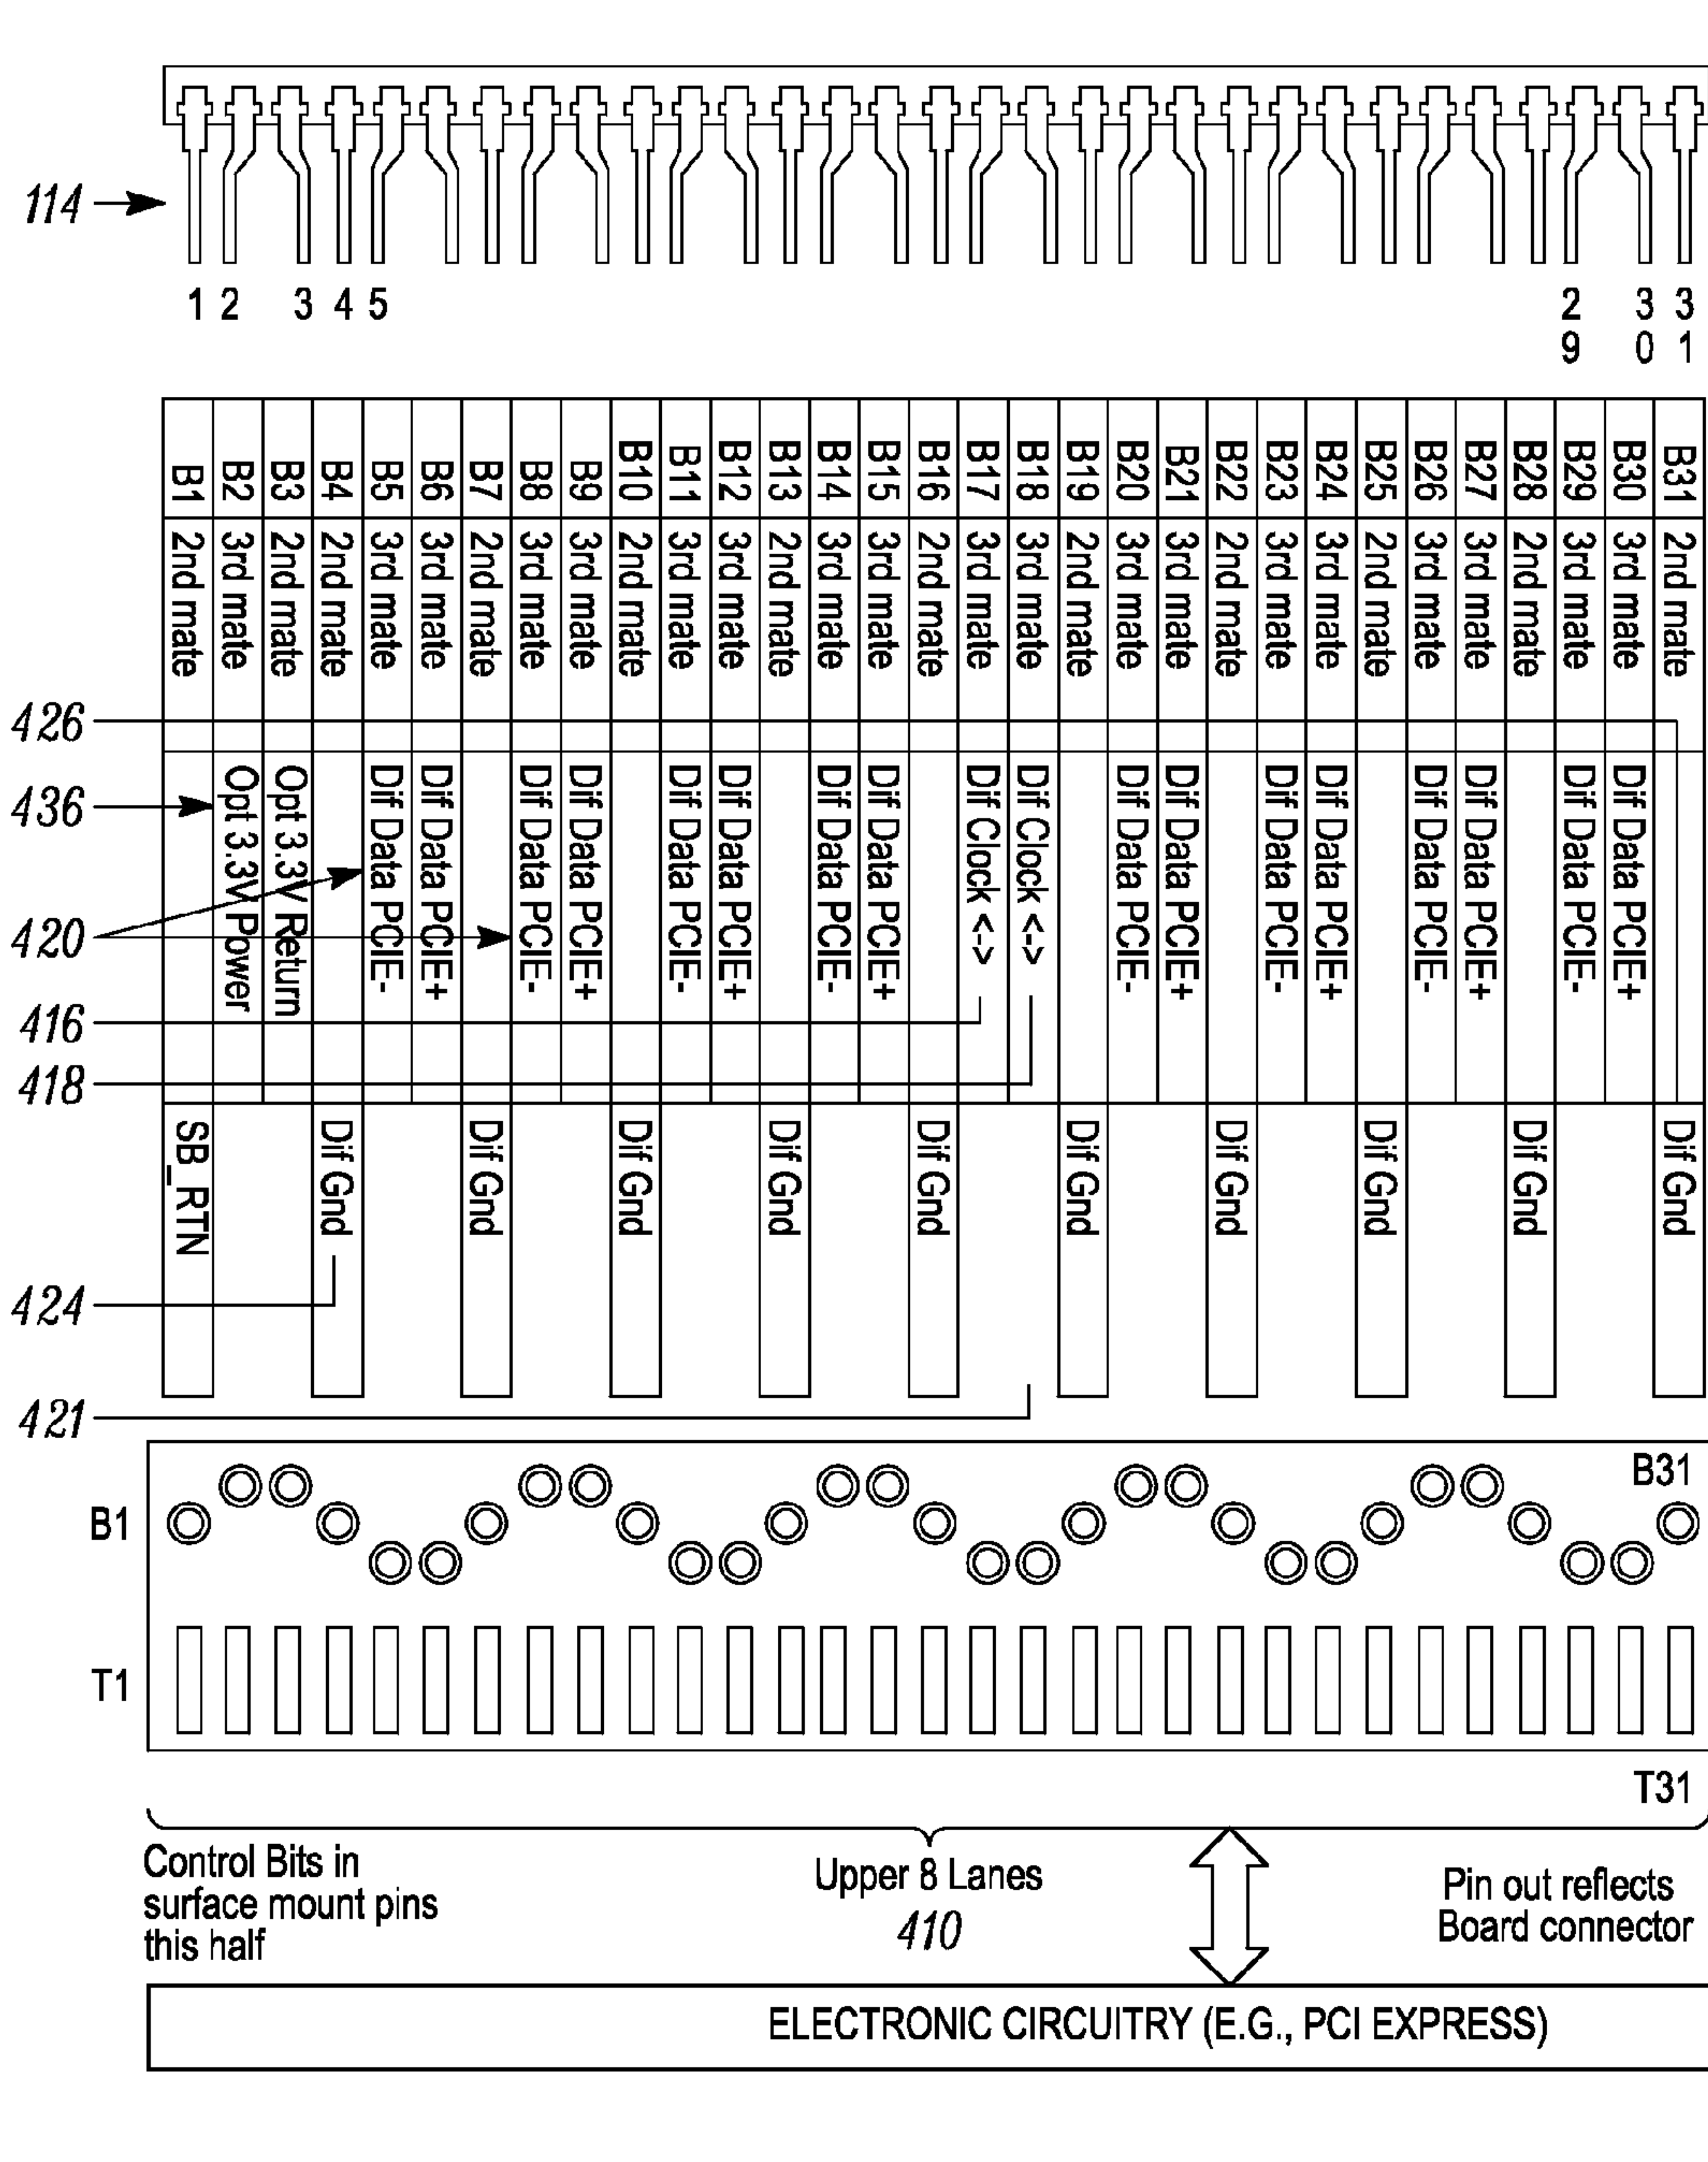 114
1 2 3 4 5 29 30 31
B1 B2 B3 B4 B5 B6 B7 B8 B9 B10 B11 B12 B13 B14 B15 B16 B17 B18 B19 B20 B21 B22 B23 B24 B25 B26 B27 B28 B29 B30 B31
2nd mate 3rd mate 2nd mate 2nd mate 3rd mate 3rd mate 2nd mate 3rd mate 3rd mate 2nd mate 3rd mate 3rd mate 2nd mate 3rd mate 3rd mate 2nd mate 3rd mate 3rd mate 2nd mate 3rd mate 3rd mate 2nd mate 3rd mate 3rd mate 2nd mate 3rd mate 3rd mate 2nd mate 3rd mate 3rd mate 2nd mate
426
Opt 3.3V Power Opt 3.3V Return Dif Data PCIE- Dif Data PCIE+ Dif Data PCIE- Dif Data PCIE+ Dif Data PCIE- Dif Data PCIE+ Dif Data PCIE- Dif Data PCIE+ Dif Clock <-> Dif Clock <-> Dif Data PCIE- Dif Data PCIE+ Dif Data PCIE- Dif Data PCIE+ Dif Data PCIE- Dif Data PCIE+ Dif Data PCIE- Dif Data PCIE+
436
420
416
418
SB_RTN Dif Gnd Dif Gnd Dif Gnd Dif Gnd Dif Gnd Dif Gnd Dif Gnd Dif Gnd Dif Gnd Dif Gnd
424
421
B31
B1
T1
T31
Control Bits in
surface mount pins
this half
Upper 8 Lanes
410
Pin out reflects
Board connector
ELECTRONIC CIRCUITRY (E.G., PCI EXPRESS)